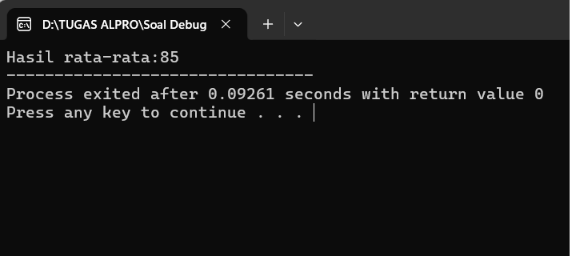 D:\TUGAS ALPRO\Soal Debug
Hasil rata-rata:85
--------------------------------
Process exited after 0.09261 seconds with return value 0
Press any key to continue . . .